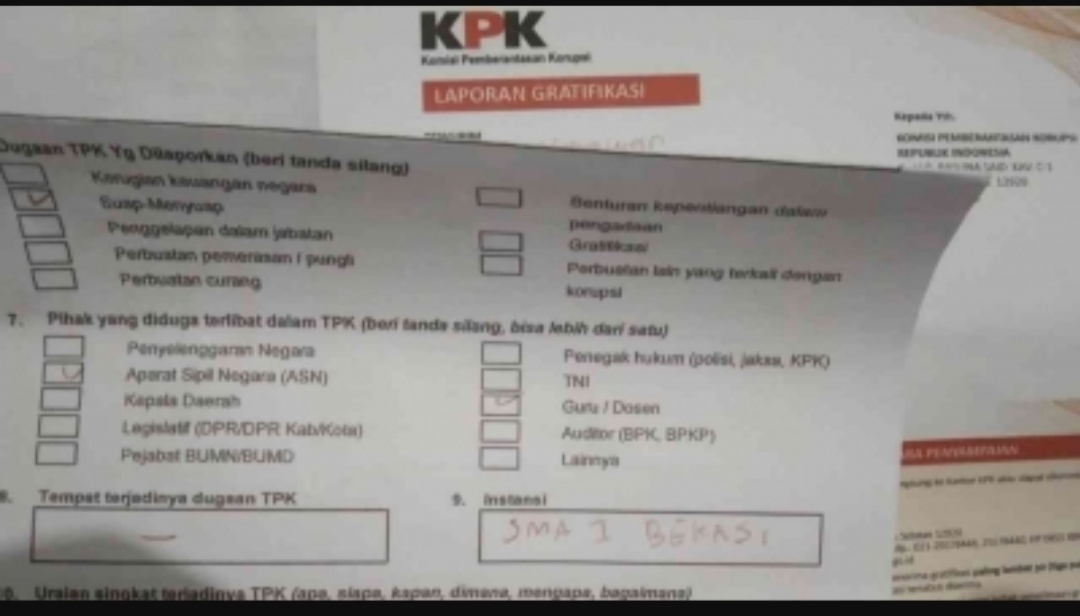 KPK
Komisi Pemberantasan Korupsi
LAPORAN GRATIFIKASI
Kepada Yth.
KOMISI PEMBERANTASAN KORUPSI
REPUBLIK INDONESIA
12920
Dugaan TPK Yg Dilaporkan (beri tanda silang)
Kerugian keuangan negara
Suap-Menyuap
Penggelapan dalam jabatan
Perbuatan pemerasan / pungli
Perbuatan curang
Benturan kepentingan dalam
pengadaan
Gratifikasi
Perbuatan lain yang terkait dengan
korupsi
7. Pihak yang diduga terlibat dalam TPK (beri tanda silang, bisa lebih dari satu)
Penyelenggaran Negara
Aparat Sipil Negara (ASN)
Kepala Daerah
Legislatif (DPR/DPR Kab/Kota)
Pejabat BUMN/BUMD
Penegak hukum (polisi, jaksa, KPK)
TNI
Guru / Dosen
Auditor (BPK, BPKP)
Lainnya
8. Tempat terjadinya dugaan TPK
9. Instansi
SMA 1 BEKASI
Uraian singkat terjadinya TPK (apa, siapa, kapan, dimana, mengapa, bagaimana)
PENYAMPAIAN